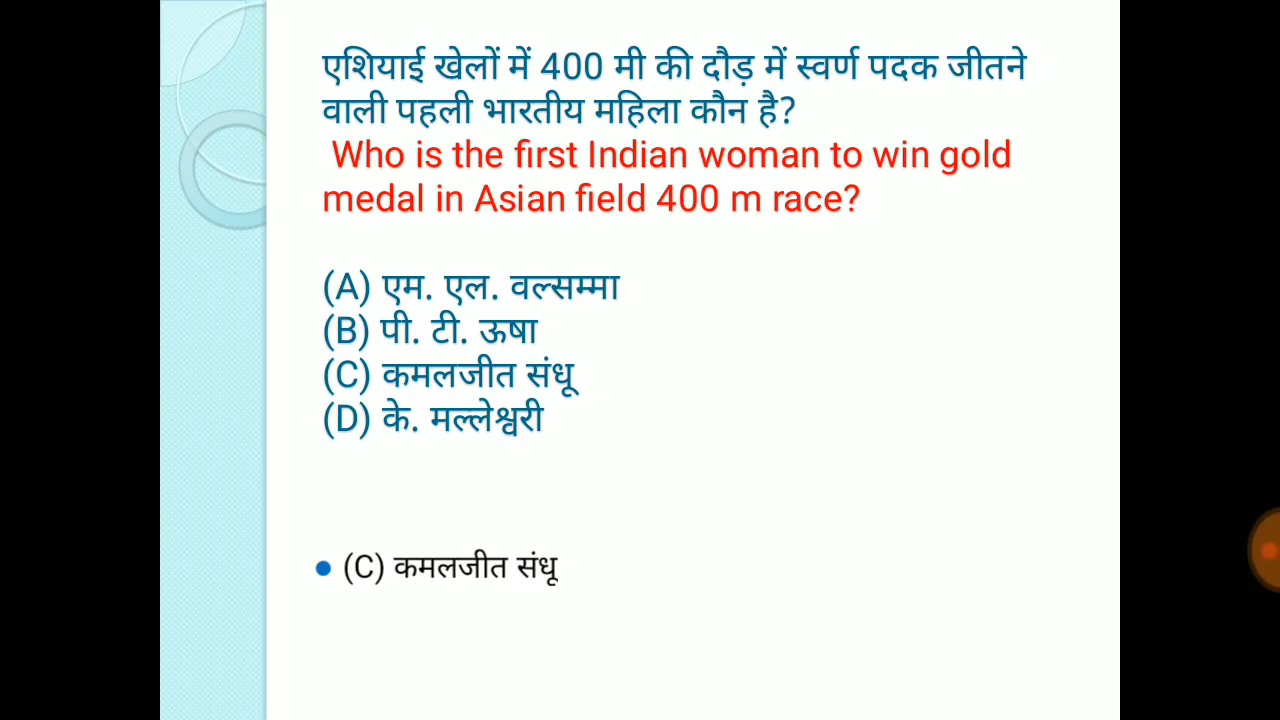 एशियाई खेलों में 400 मी की दौड़ में स्वर्ण पदक जीतने
वाली पहली भारतीय महिला कौन है?
Who is the first Indian woman to win gold
medal in Asian field 400 m race?
(A) एम. एल. वल्सम्मा
(B) पी. टी. ऊषा
(C) कमलजीत संधू
(D) के. मल्लेश्वरी
• (C) कमलजीत संधू